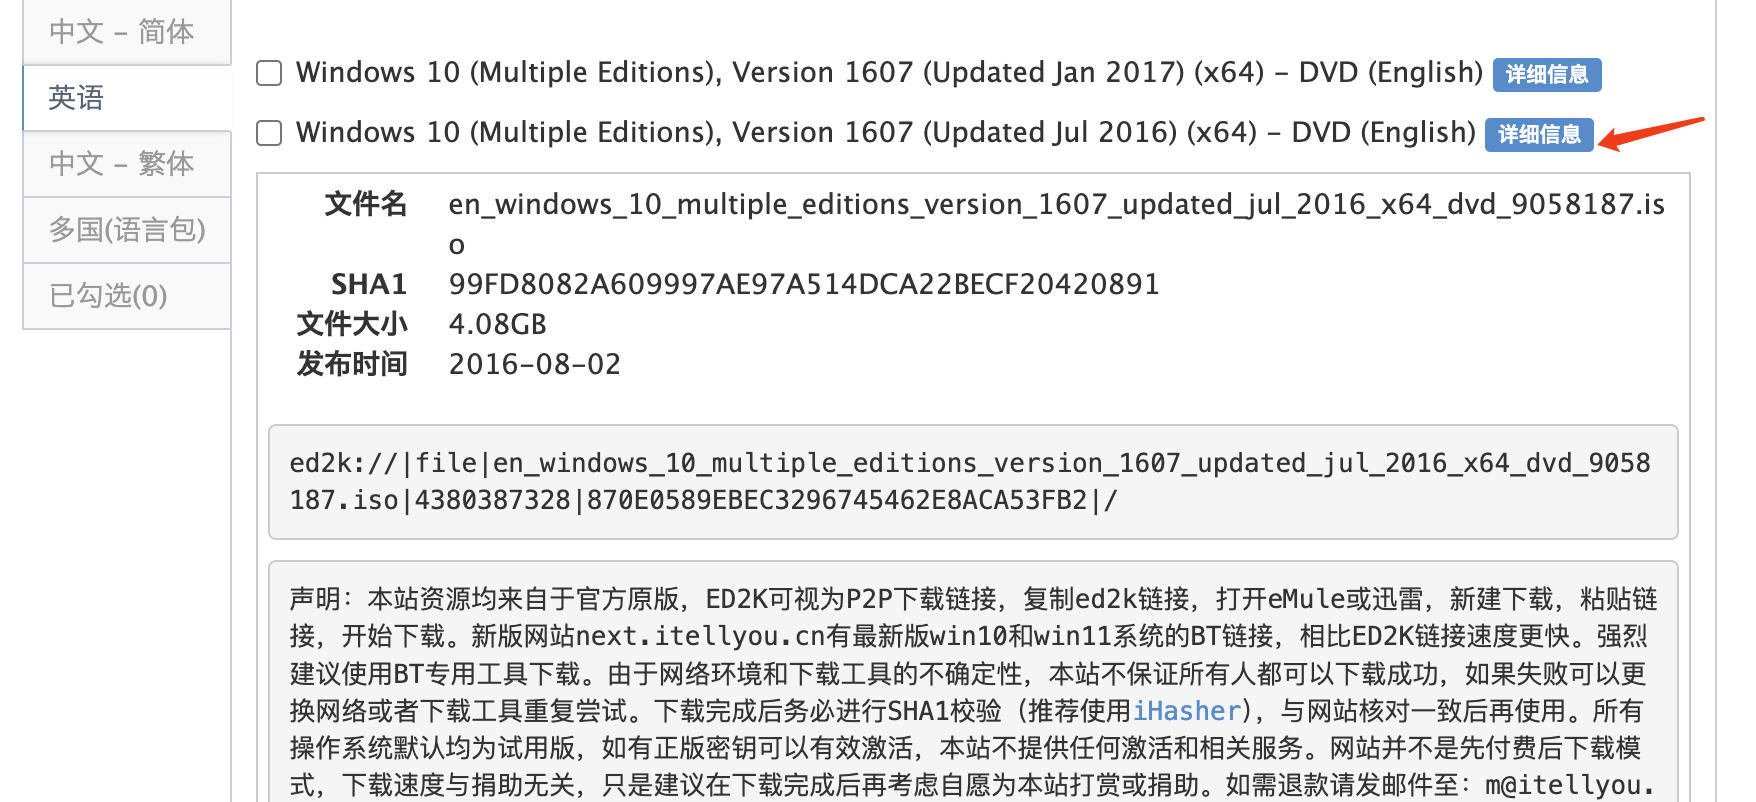 中文 – 简体
英语
中文 – 繁体
多国(语言包)
已勾选(0)
Windows 10 (Multiple Editions), Version 1607 (Updated Jan 2017) (x64) – DVD (English) 详细信息
Windows 10 (Multiple Editions), Version 1607 (Updated Jul 2016) (x64) – DVD (English) 详细信息
文件名 en_windows_10_multiple_editions_version_1607_updated_jul_2016_x64_dvd_9058187.is
o
SHA1 99FD8082A609997AE97A514DCA22BECF20420891
文件大小 4.08GB
发布时间 2016-08-02
ed2k://|file|en_windows_10_multiple_editions_version_1607_updated_jul_2016_x64_dvd_9058
187.iso|4380387328|870E0589EBEC3296745462E8ACA53FB2|/
声明：本站资源均来自于官方原版，ED2K可视为P2P下载链接，复制ed2k链接，打开eMule或迅雷，新建下载，粘贴链
接，开始下载。新版网站next.itellyou.cn有最新版win10和win11系统的BT链接，相比ED2K链接速度更快。强烈
建议使用BT专用工具下载。由于网络环境和下载工具的不确定性，本站不保证所有人都可以下载成功，如果失败可以更
换网络或者下载工具重复尝试。下载完成后务必进行SHA1校验（推荐使用iHasher），与网站核对一致后再使用。所有
操作系统默认均为试用版，如有正版密钥可以有效激活，本站不提供任何激活和相关服务。网站并不是先付费后下载模
式，下载速度与捐助无关，只是建议在下载完成后再考虑自愿为本站打赏或捐助。如需退款请发邮件至：m@itellyou.